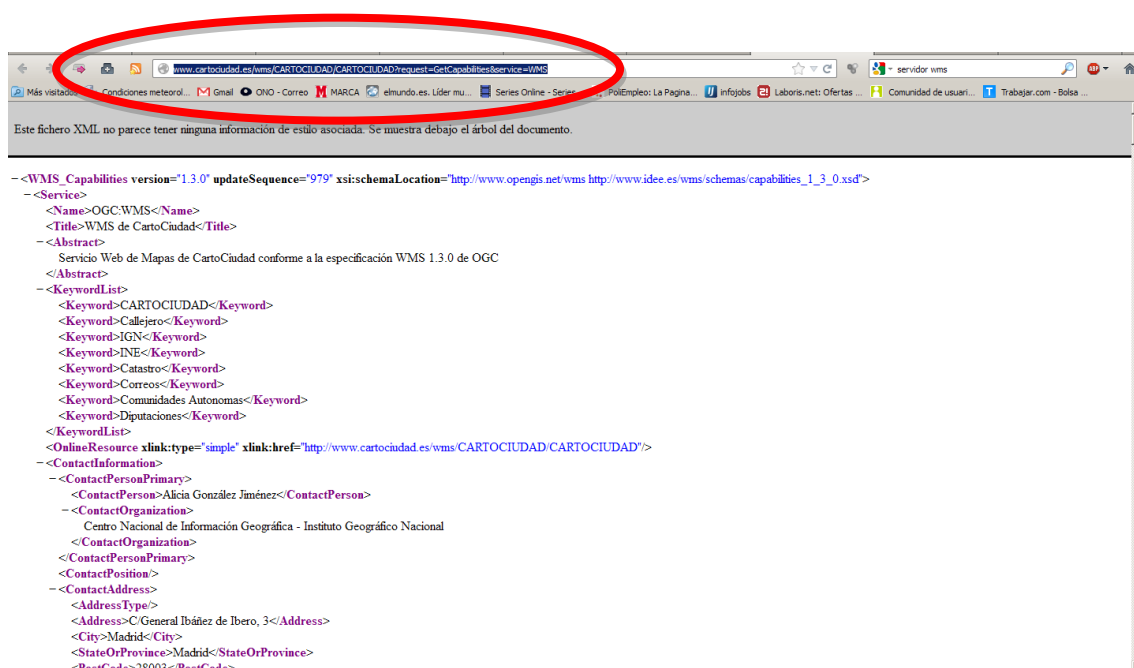 www.cartociudad.es/wms/CARTOCIUDAD/CARTOCIUDAD?request=GetCapabilities&service=WMS
servidor wms
ABP
Más visitados Condiciones meteorol... Gmail ONO - Correo MARCA elmundo.es. Líder mu... Series Online - Series PoliEmpleo: La Pagina... infojobs Laboris.net: Ofertas ... Comunidad de usuari... Trabajar.com - Bolsa ...
Este fichero XML no parece tener ninguna información de estilo asociada. Se muestra debajo el árbol del documento.
−<WMS_Capabilities version="1.3.0" updateSequence="979" xsi:schemaLocation="http://www.opengis.net/wms http://www.idee.es/wms/schemas/capabilities_1_3_0.xsd">
−<Service>
<Name>OGC:WMS</Name>
<Title>WMS de CartoCiudad</Title>
−<Abstract>
Servicio Web de Mapas de CartoCiudad conforme a la especificación WMS 1.3.0 de OGC
</Abstract>
−<KeywordList>
<Keyword>CARTOCIUDAD</Keyword>
<Keyword>Callejero</Keyword>
<Keyword>IGN</Keyword>
<Keyword>INE</Keyword>
<Keyword>Catastro</Keyword>
<Keyword>Correos</Keyword>
<Keyword>Comunidades Autonomas</Keyword>
<Keyword>Diputaciones</Keyword>
</KeywordList>
<OnlineResource xlink:type="simple" xlink:href="http://www.cartociudad.es/wms/CARTOCIUDAD/CARTOCIUDAD"/>
−<ContactInformation>
−<ContactPersonPrimary>
<ContactPerson>Alicia González Jiménez</ContactPerson>
−<ContactOrganization>
Centro Nacional de Información Geográfica - Instituto Geográfico Nacional
</ContactOrganization>
</ContactPersonPrimary>
<ContactPosition/>
−<ContactAddress>
<AddressType/>
<Address>C/General Ibáñez de Ibero, 3</Address>
<City>Madrid</City>
<StateOrProvince>Madrid</StateOrProvince>
<PostCode>28003</PostCode>